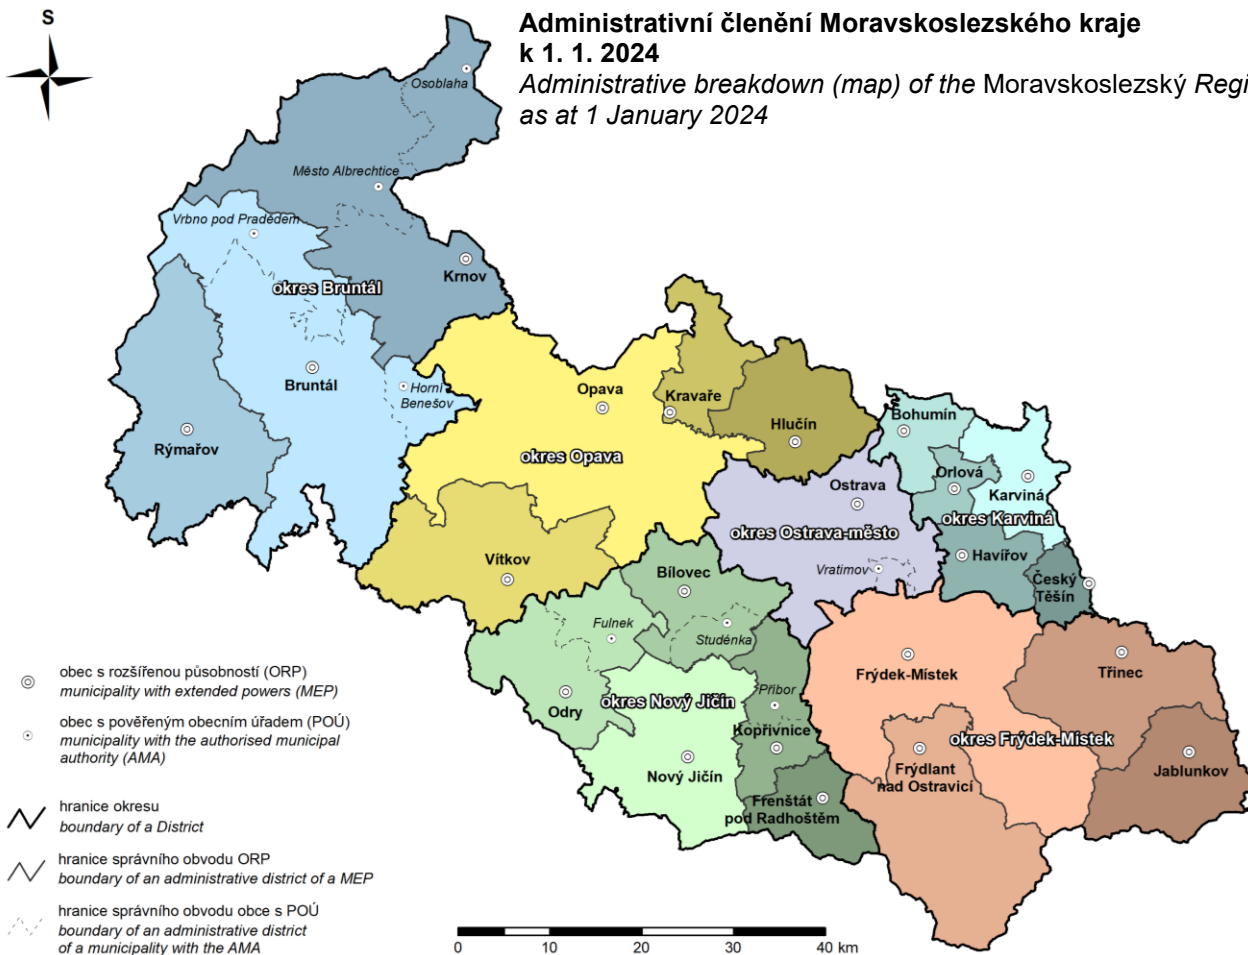 S
Administrativní členění Moravskoslezského kraje
k 1. 1. 2024
Administrative breakdown (map) of the Moravskoslezský Regi
as at 1 January 2024
Osoblaha
Město Albrechtice
Vrbno pod Pradědem
Krnov
okres Bruntál
Bruntál
Horní
Benešov
Rýmařov
Opava
Kravaře
Hlučín
okres Opava
Bohumín
Orlová
Karviná
okres Karviná
Ostrava
okres Ostrava-město
Havířov
Vratimov
Český
Těšín
Vítkov
Bílovec
Fulnek
Studénka
Odry
okres Nový Jičín
Příbor
Kopřivnice
Nový Jičín
Frenštát
pod Radhoštěm
Frýdek-Místek
Třinec
okres Frýdek-Místek
Frýdlant
nad Ostravicí
Jablunkov
obec s rozšířenou působností (ORP)
municipality with extended powers (MEP)
obec s pověřeným obecním úřadem (POÚ)
municipality with the authorised municipal
authority (AMA)
hranice okresu
boundary of a District
hranice správního obvodu ORP
boundary of an administrative district of a MEP
hranice správního obvodu obce s POÚ
boundary of an administrative district
of a municipality with the AMA
0 10 20 30 40 km